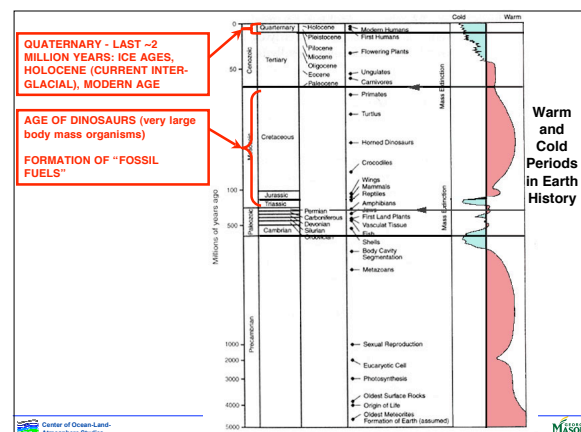 QUATERNARY - LAST ~2
MILLION YEARS: ICE AGES,
HOLOCENE (CURRENT INTER-
GLACIAL), MODERN AGE
AGE OF DINOSAURS (very large
body mass organisms)
FORMATION OF “FOSSIL
FUELS”
Cold Warm
0
50
100
500
1000
2000
3000
4000
5000
Millions of years ago
Cenozoic
Paleozoic
Precambrian
Quaternary
Tertiary
Cretaceous
Jurassic
Triassic
Permian
Carboniferous
Devonian
Silurian
Cambrian
Ordovician
Holocene
Pleistocene
Pilocene
Miocene
Oligocene
Eocene
Paleocene
Modern Humans
First Humans
Flowering Plants
Ungulates
Carnivores
Primates
Turtlus
Horned Dinosaurs
Crocodiles
Wings
Mammals
Reptiles
Amphibians
Jaws
First Land Plants
Vascular Tissue
Fish
Shells
Body Cavity
Segmentation
Metazoans
Sexual Reproduction
Eucaryotic Cell
Photosynthesis
Oldest Surface Rocks
Origin of Life
Oldest Meteorites
Formation of Earth (assumed)
Mass Extinction
Mass Extinction
Warm
and
Cold
Periods
in Earth
History
Center of Ocean-Land-